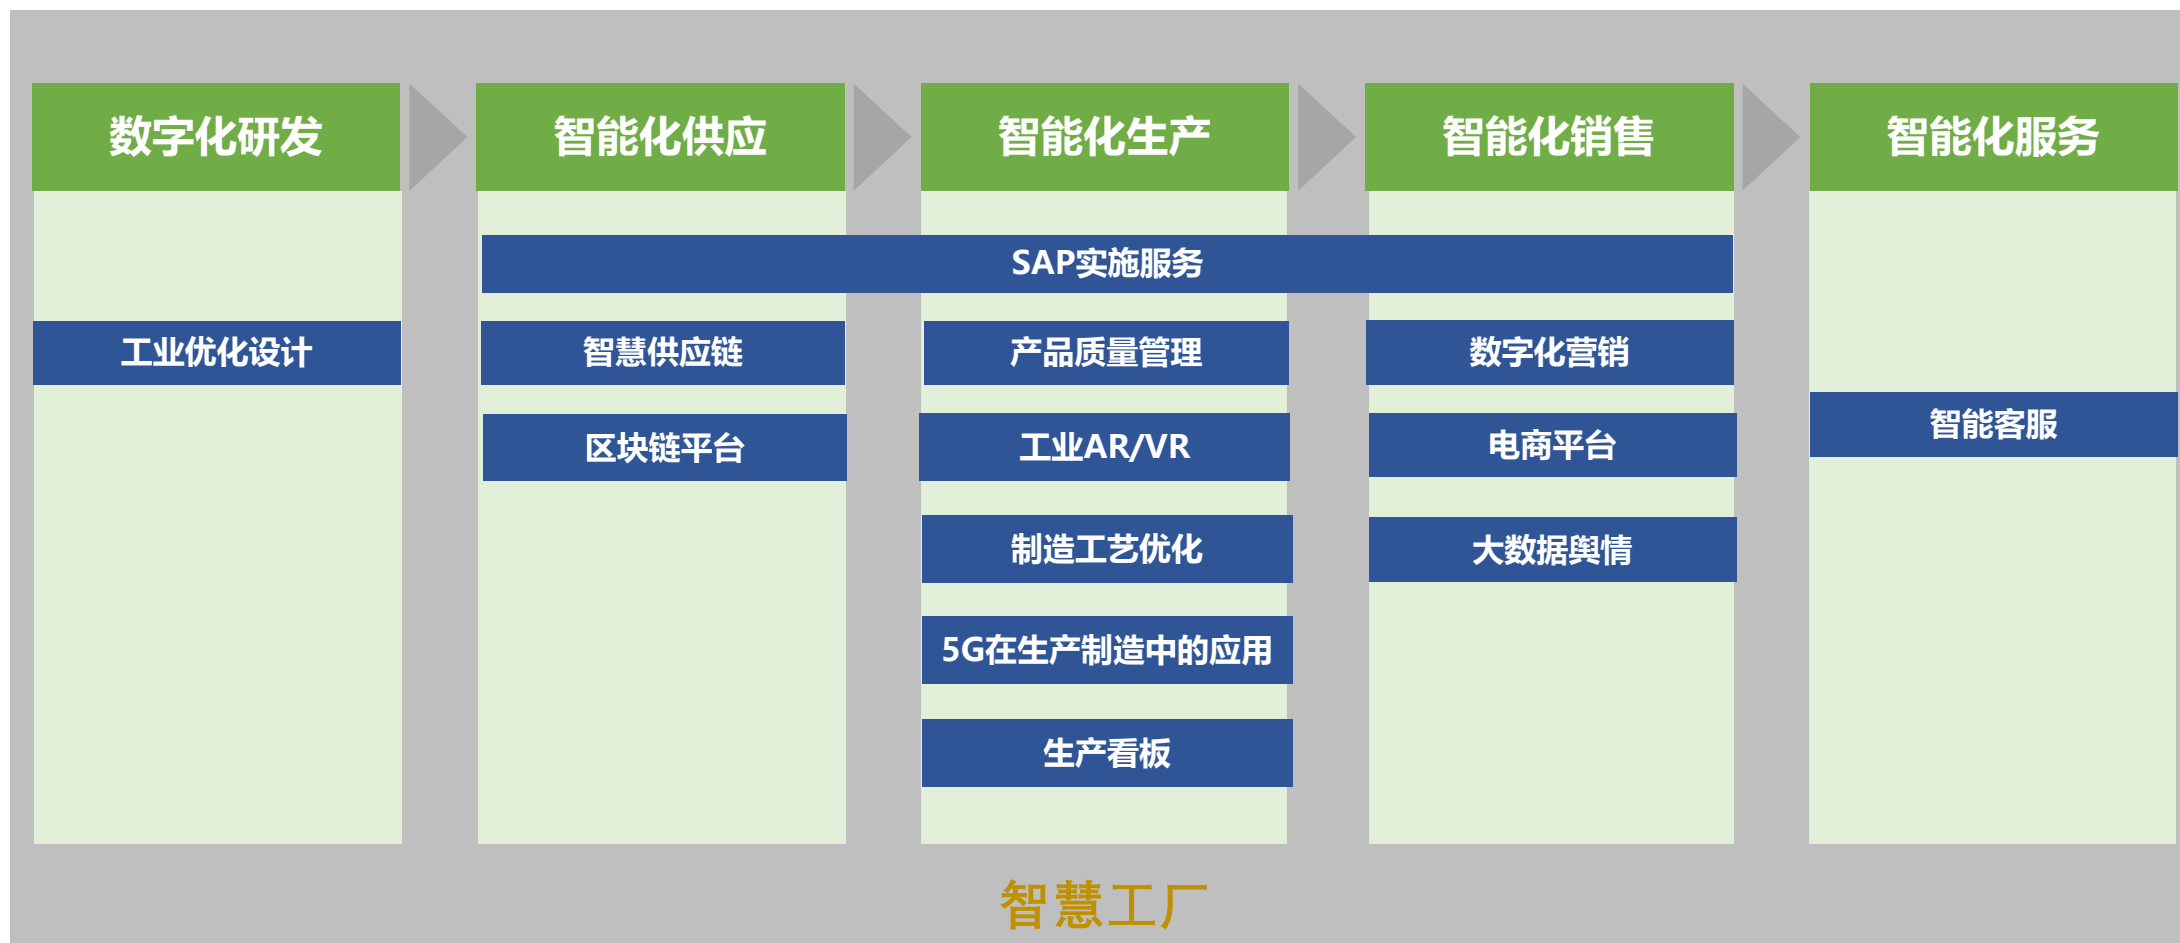 数字化研发
智能化供应
智能化生产
智能化销售
智能化服务
SAP实施服务
工业优化设计
智慧供应链
产品质量管理
数字化营销
智能客服
区块链平台
工业AR/VR
电商平台
制造工艺优化
大数据舆情
5G在生产制造中的应用
生产看板
智慧工厂